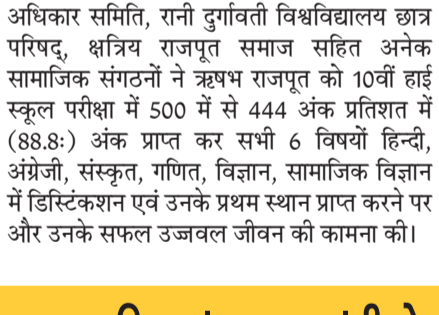 अधिकार समिति, रानी दुर्गावती विश्वविद्यालय छात्र
परिषद्, क्षत्रिय राजपूत समाज सहित अनेक
सामाजिक संगठनों ने ऋषभ राजपूत को 10वीं हाई
स्कूल परीक्षा में 500 में से 444 अंक प्रतिशत में
(88.8ः) अंक प्राप्त कर सभी 6 विषयों हिन्दी,
अंग्रेजी, संस्कृत, गणित, विज्ञान, सामाजिक विज्ञान
में डिस्टिंकशन एवं उनके प्रथम स्थान प्राप्त करने पर
और उनके सफल उज्जवल जीवन की कामना की।